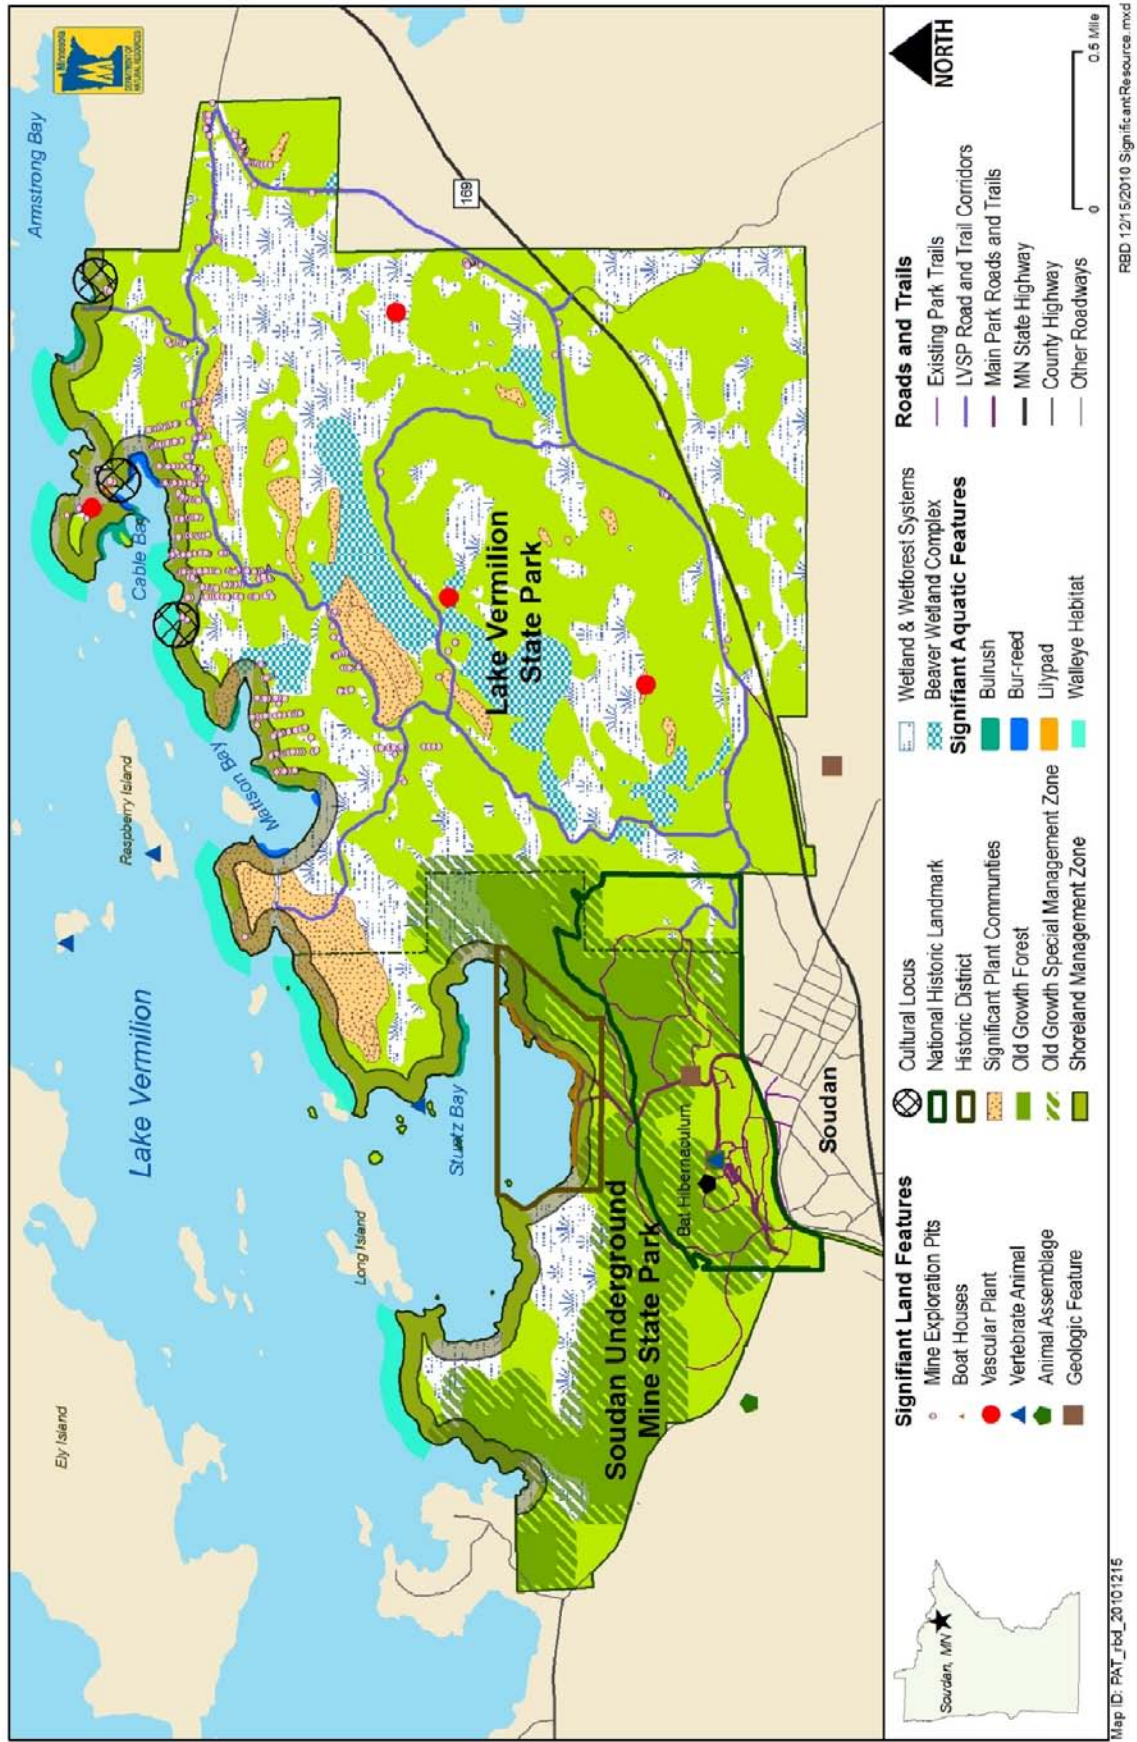 Minnesota
DEPARTMENT OF
NATURAL RESOURCES
Armstrong Bay
Ely Island
Lake Vermilion
Raspberry Island
Cable Bay
Mattson Bay
Long Island
Stuntz Bay
169
Lake Vermilion
State Park
Soudan Underground
Mine State Park
Bat Hibernaculum
Soudan
Soudan, MN
Signifiant Land Features
Mine Exploration Pits
Boat Houses
Vascular Plant
Vertebrate Animal
Animal Assemblage
Geologic Feature
Cultural Locus
National Historic Landmark
Historic District
Significant Plant Communities
Old Growth Forest
Old Growth Special Management Zone
Shoreland Management Zone
Wetland & Wetforest Systems
Beaver Wetland Complex
Signifiant Aquatic Features
Bulrush
Bur-reed
Lilypad
Walleye Habitat
Roads and Trails
Existing Park Trails
LVSP Road and Trail Corridors
Main Park Roads and Trails
MN State Highway
County Highway
Other Roadways
NORTH
0
0.5 Mile
Map ID: PAT_rbd_20101215
RBD 12/15/2010 SignificantResource.mxd